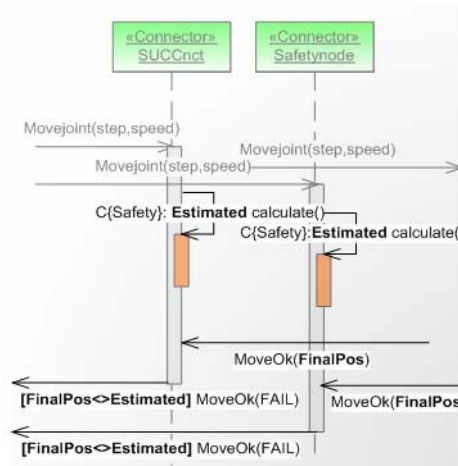 «Connector»
SUCCnct
«Connector»
Safetynode
Movejoint(step,speed)
Movejoint(step,speed)
Movejoint(step,speed)
C{Safety}: Estimated calculate()
C{Safety}:Estimated calculate(
MoveOk(FinalPos)
[FinalPos<>Estimated] MoveOk(FAIL)
MoveOk(FinalPos
[FinalPos<>Estimated] MoveOk(FAIL)